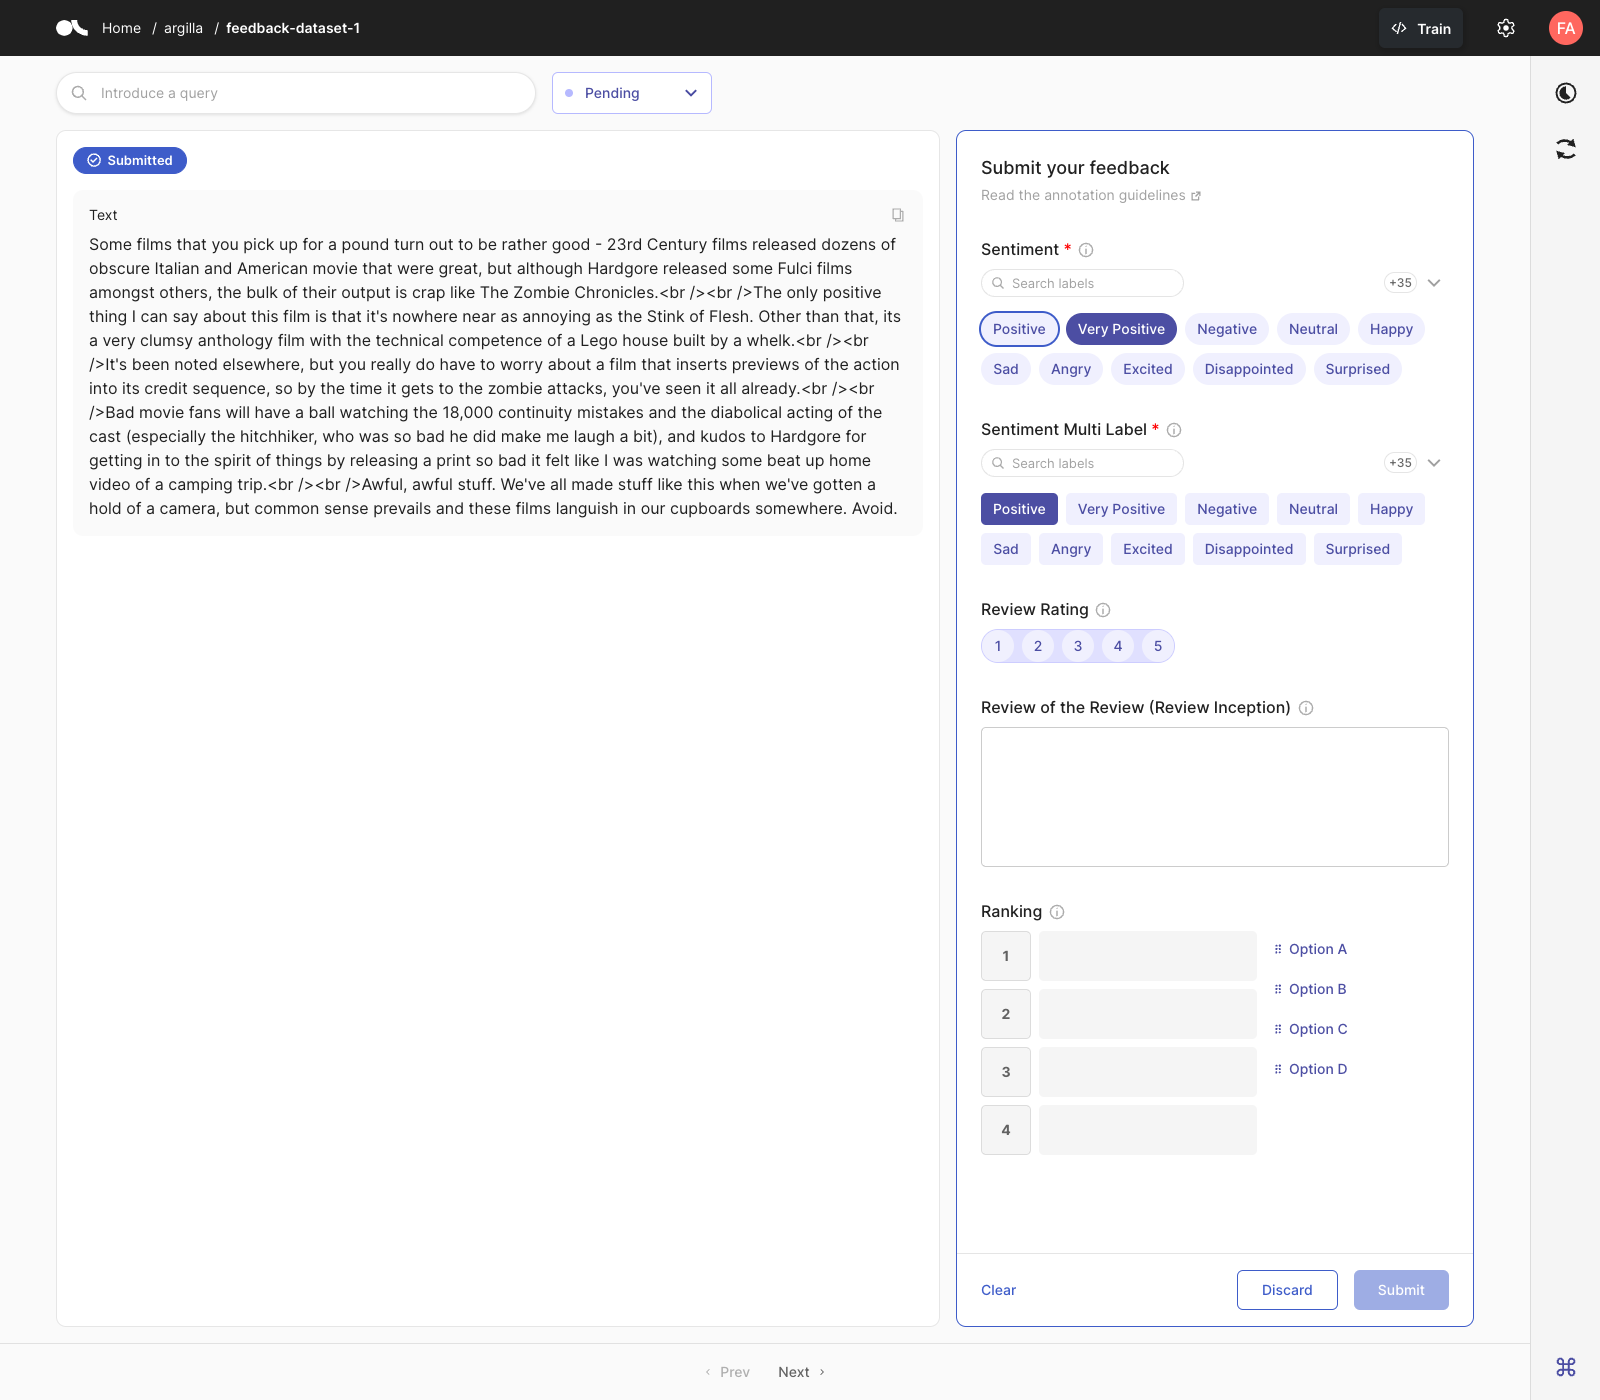 Home / argilla / feedback-dataset-1
Train
FA
Introduce a query
Pending
Submitted
Text
Some films that you pick up for a pound turn out to be rather good - 23rd Century films released dozens of
obscure Italian and American movie that were great, but although Hardgore released some Fulci films
amongst others, the bulk of their output is crap like The Zombie Chronicles.<br /><br />The only positive
thing I can say about this film is that it's nowhere near as annoying as the Stink of Flesh. Other than that, its
a very clumsy anthology film with the technical competence of a Lego house built by a whelk.<br /><br
/>It's been noted elsewhere, but you really do have to worry about a film that inserts previews of the action
into its credit sequence, so by the time it gets to the zombie attacks, you've seen it all already.<br /><br
/>Bad movie fans will have a ball watching the 18,000 continuity mistakes and the diabolical acting of the
cast (especially the hitchhiker, who was so bad he did make me laugh a bit), and kudos to Hardgore for
getting in to the spirit of things by releasing a print so bad it felt like I was watching some beat up home
video of a camping trip.<br /><br />Awful, awful stuff. We've all made stuff like this when we've gotten a
hold of a camera, but common sense prevails and these films languish in our cupboards somewhere. Avoid.
Submit your feedback
Read the annotation guidelines
Sentiment *
Search labels
+35
Positive Very Positive Negative Neutral Happy
Sad Angry Excited Disappointed Surprised
Sentiment Multi Label *
Search labels
+35
Positive Very Positive Negative Neutral Happy
Sad Angry Excited Disappointed Surprised
Review Rating
1 2 3 4 5
Review of the Review (Review Inception)
Ranking
1
2
3
4
Option A
Option B
Option C
Option D
Clear
Discard
Submit
Prev
Next